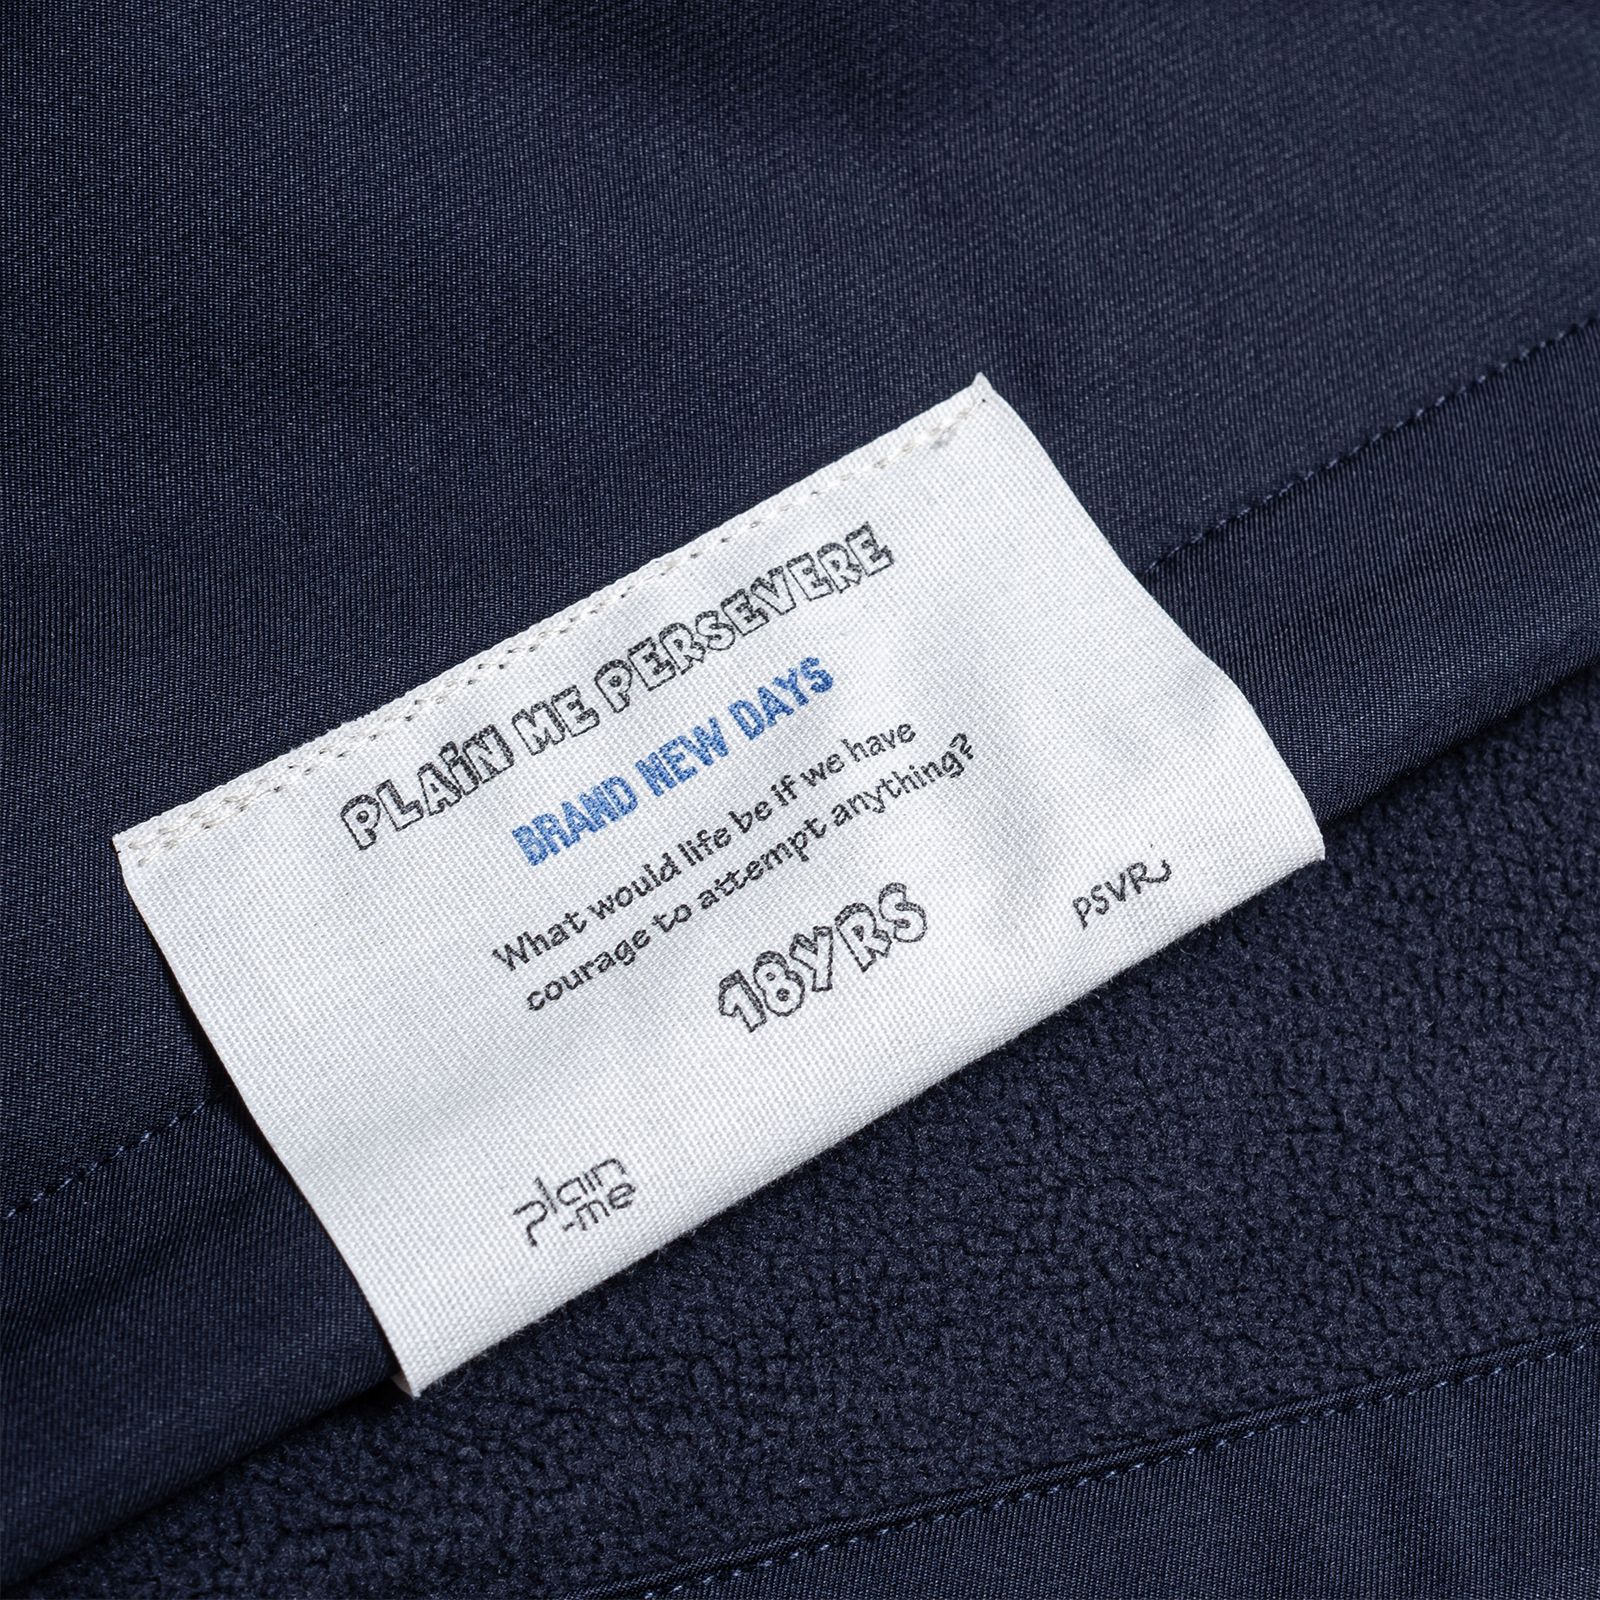 PLAiN ME PERSEVERE
BRAND NEW DAYS
What would life be if we have
courage to attempt anything?
18YRS
PSVR
plain
-me